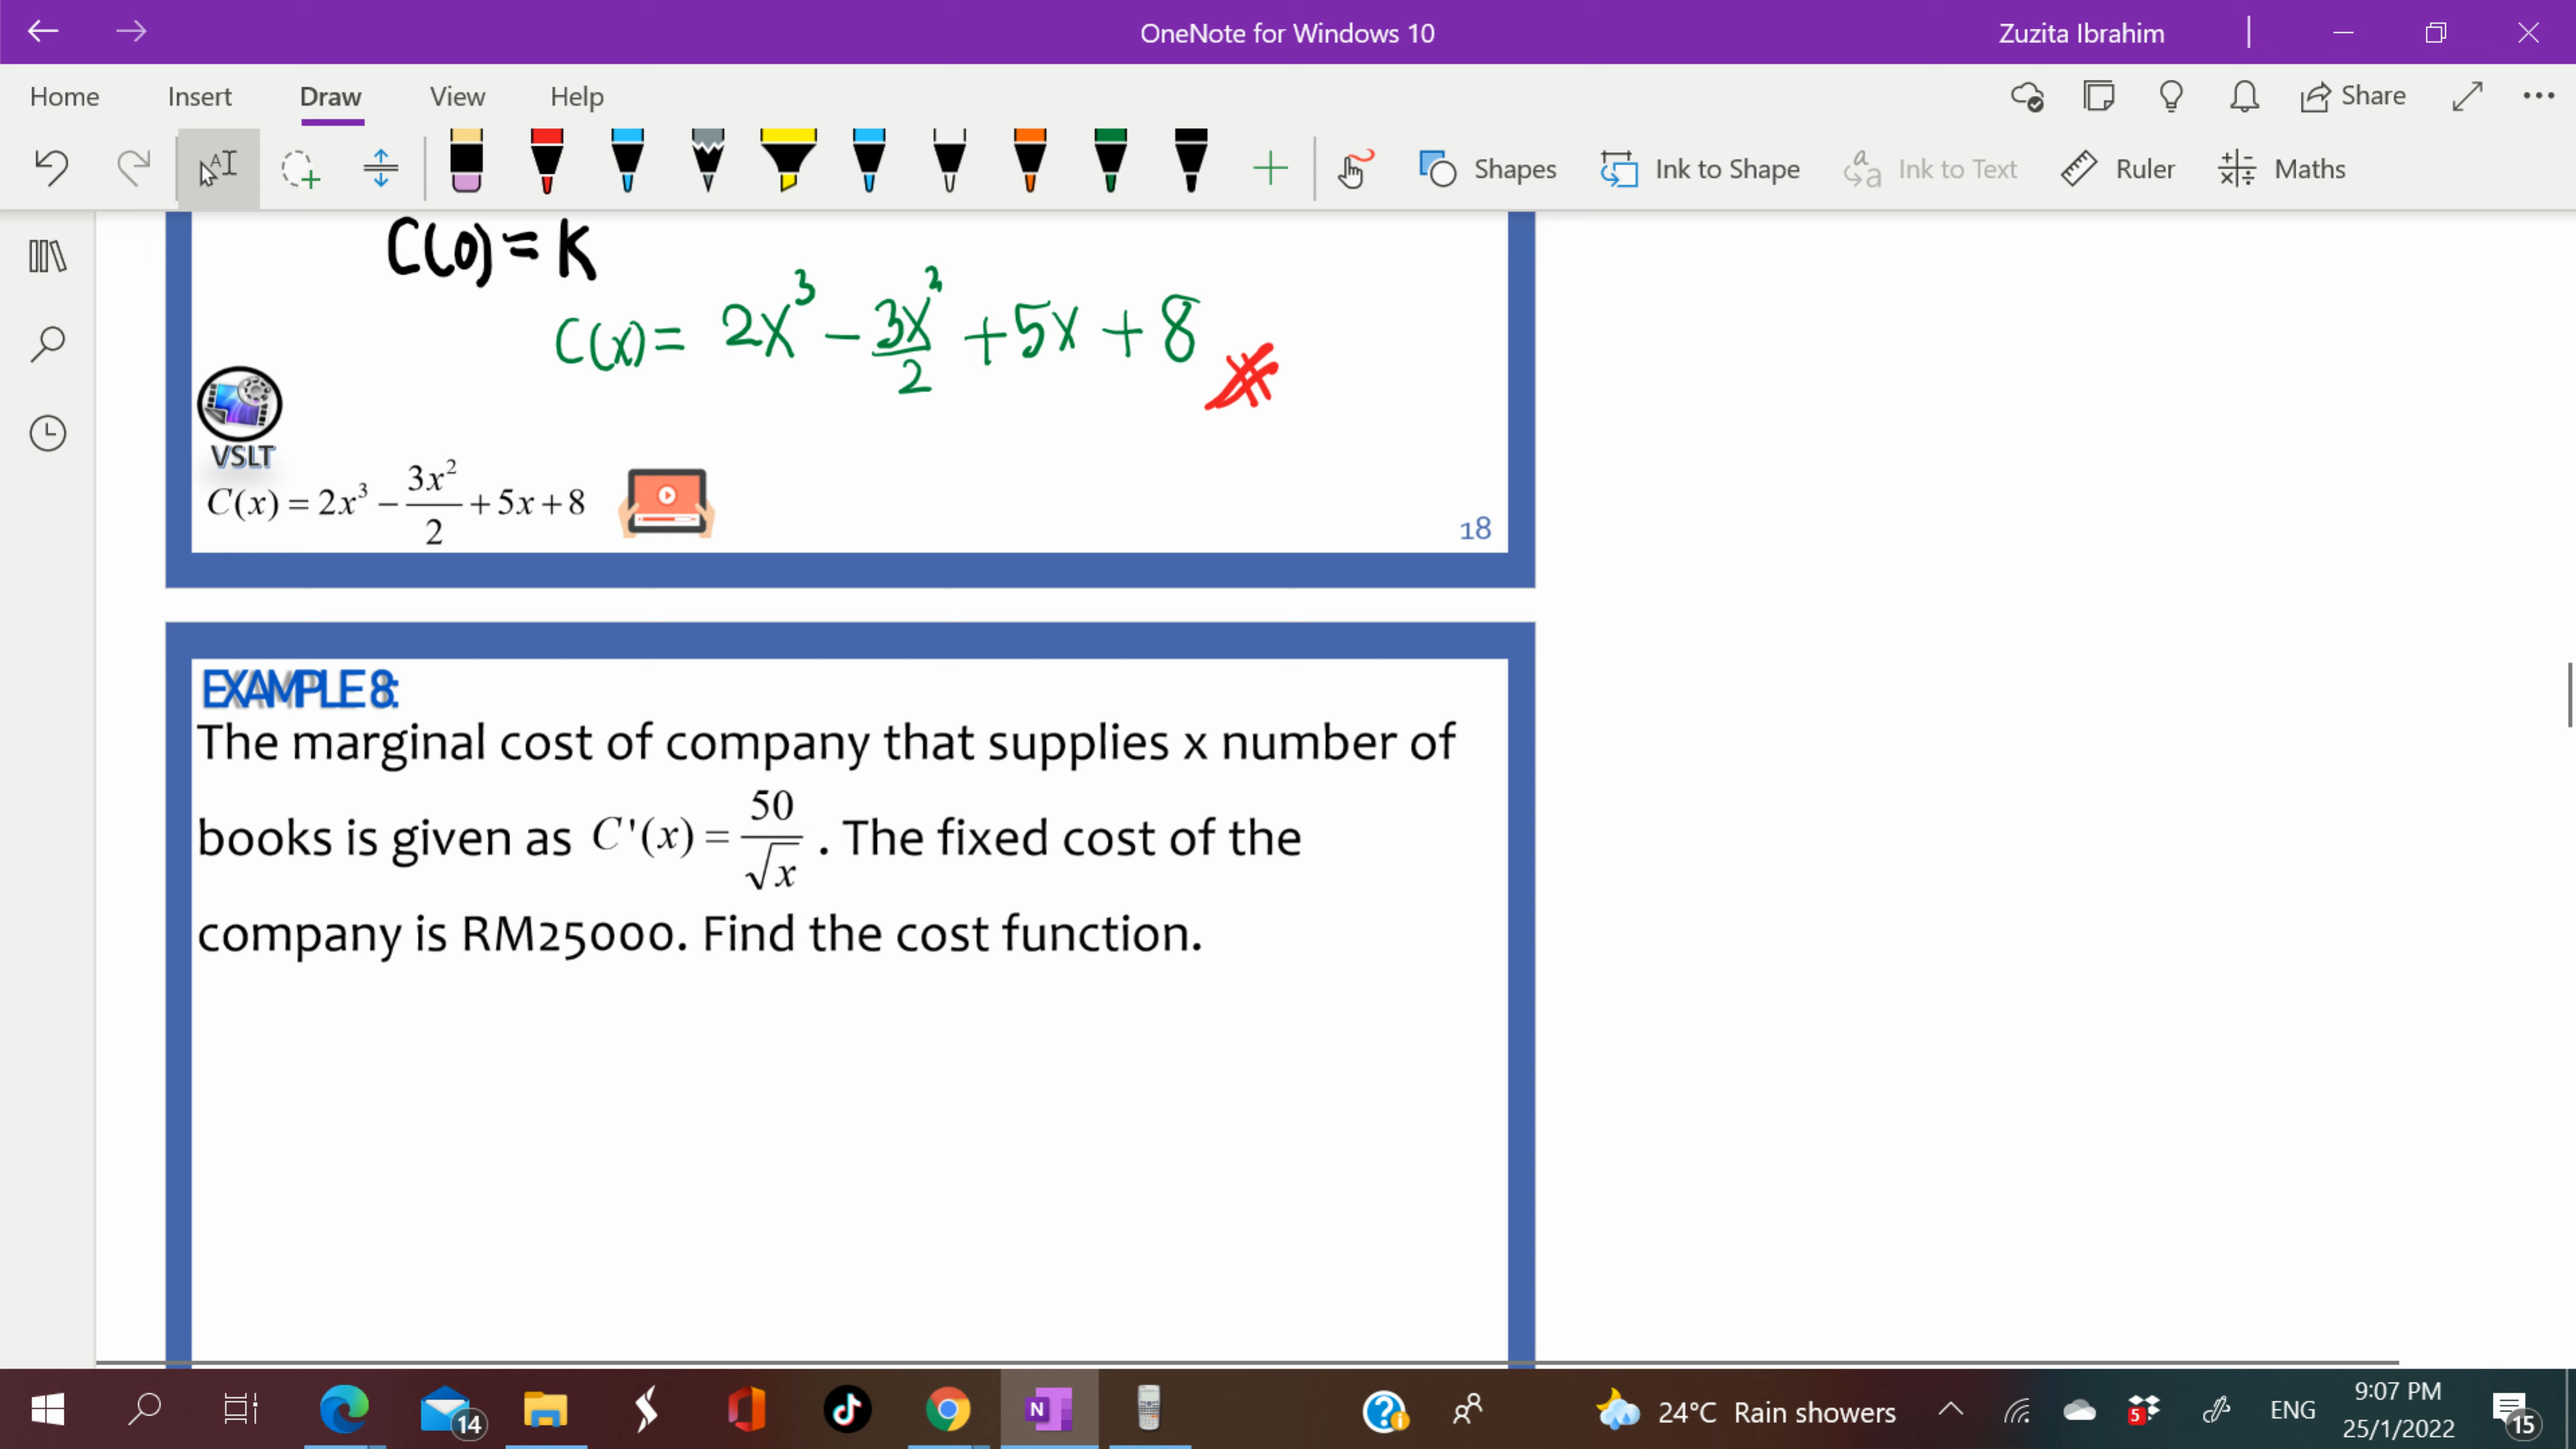 OneNote for Windows 10
Zuzita Ibrahim
Home Insert Draw View Help
Share
Shapes Ink to Shape Ink to Text Ruler Maths
C(0) = K
C(x) = 2x³ - 3x²/2 + 5x + 8
VSLT
C(x) = 2x³ − 3x²/2 + 5x + 8
18
EXAMPLE 8:
The marginal cost of company that supplies x number of
books is given as C'(x) = 50/√x . The fixed cost of the
company is RM25000. Find the cost function.
14
N
24°C Rain showers
5
ENG
9:07 PM
25/1/2022
15